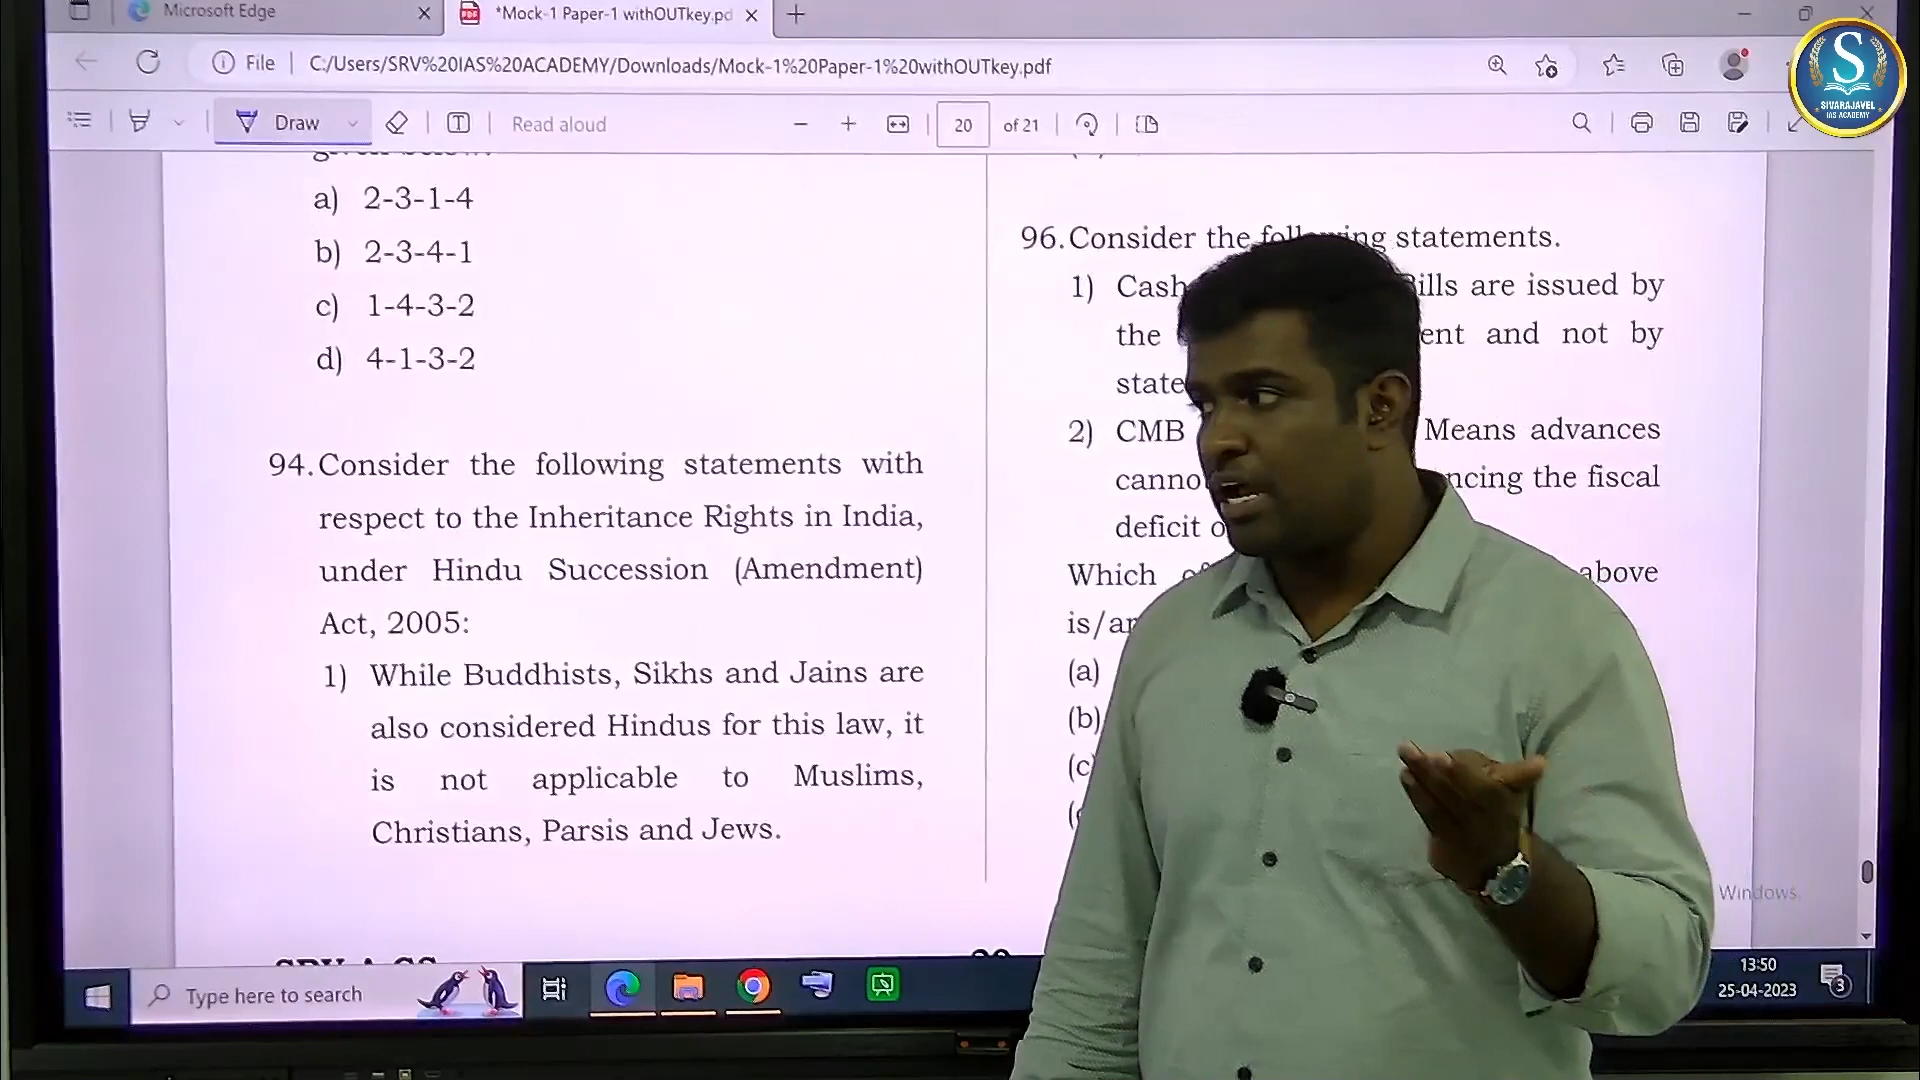 Microsoft Edge
*Mock-1 Paper-1 withOUTkey.pd
File
C:/Users/SRV%20IAS%20ACADEMY/Downloads/Mock-1%20Paper-1%20withOUTkey.pdf
S
SIVARAJAVEL
IAS ACADEMY
Draw
Read aloud
20 of 21
a) 2-3-1-4
b) 2-3-4-1
c) 1-4-3-2
d) 4-1-3-2
94. Consider the following statements with
respect to the Inheritance Rights in India,
under Hindu Succession (Amendment)
Act, 2005:
1) While Buddhists, Sikhs and Jains are
also considered Hindus for this law, it
is not applicable to Muslims,
Christians, Parsis and Jews.
96. Consider the following statements.
1) Cash Bills are issued by
the and not by
state
2) CMB Means advances
the fiscal
deficit
Which above
(a)
(b)
Windows.
Type here to search
13:50
25-04-2023
3